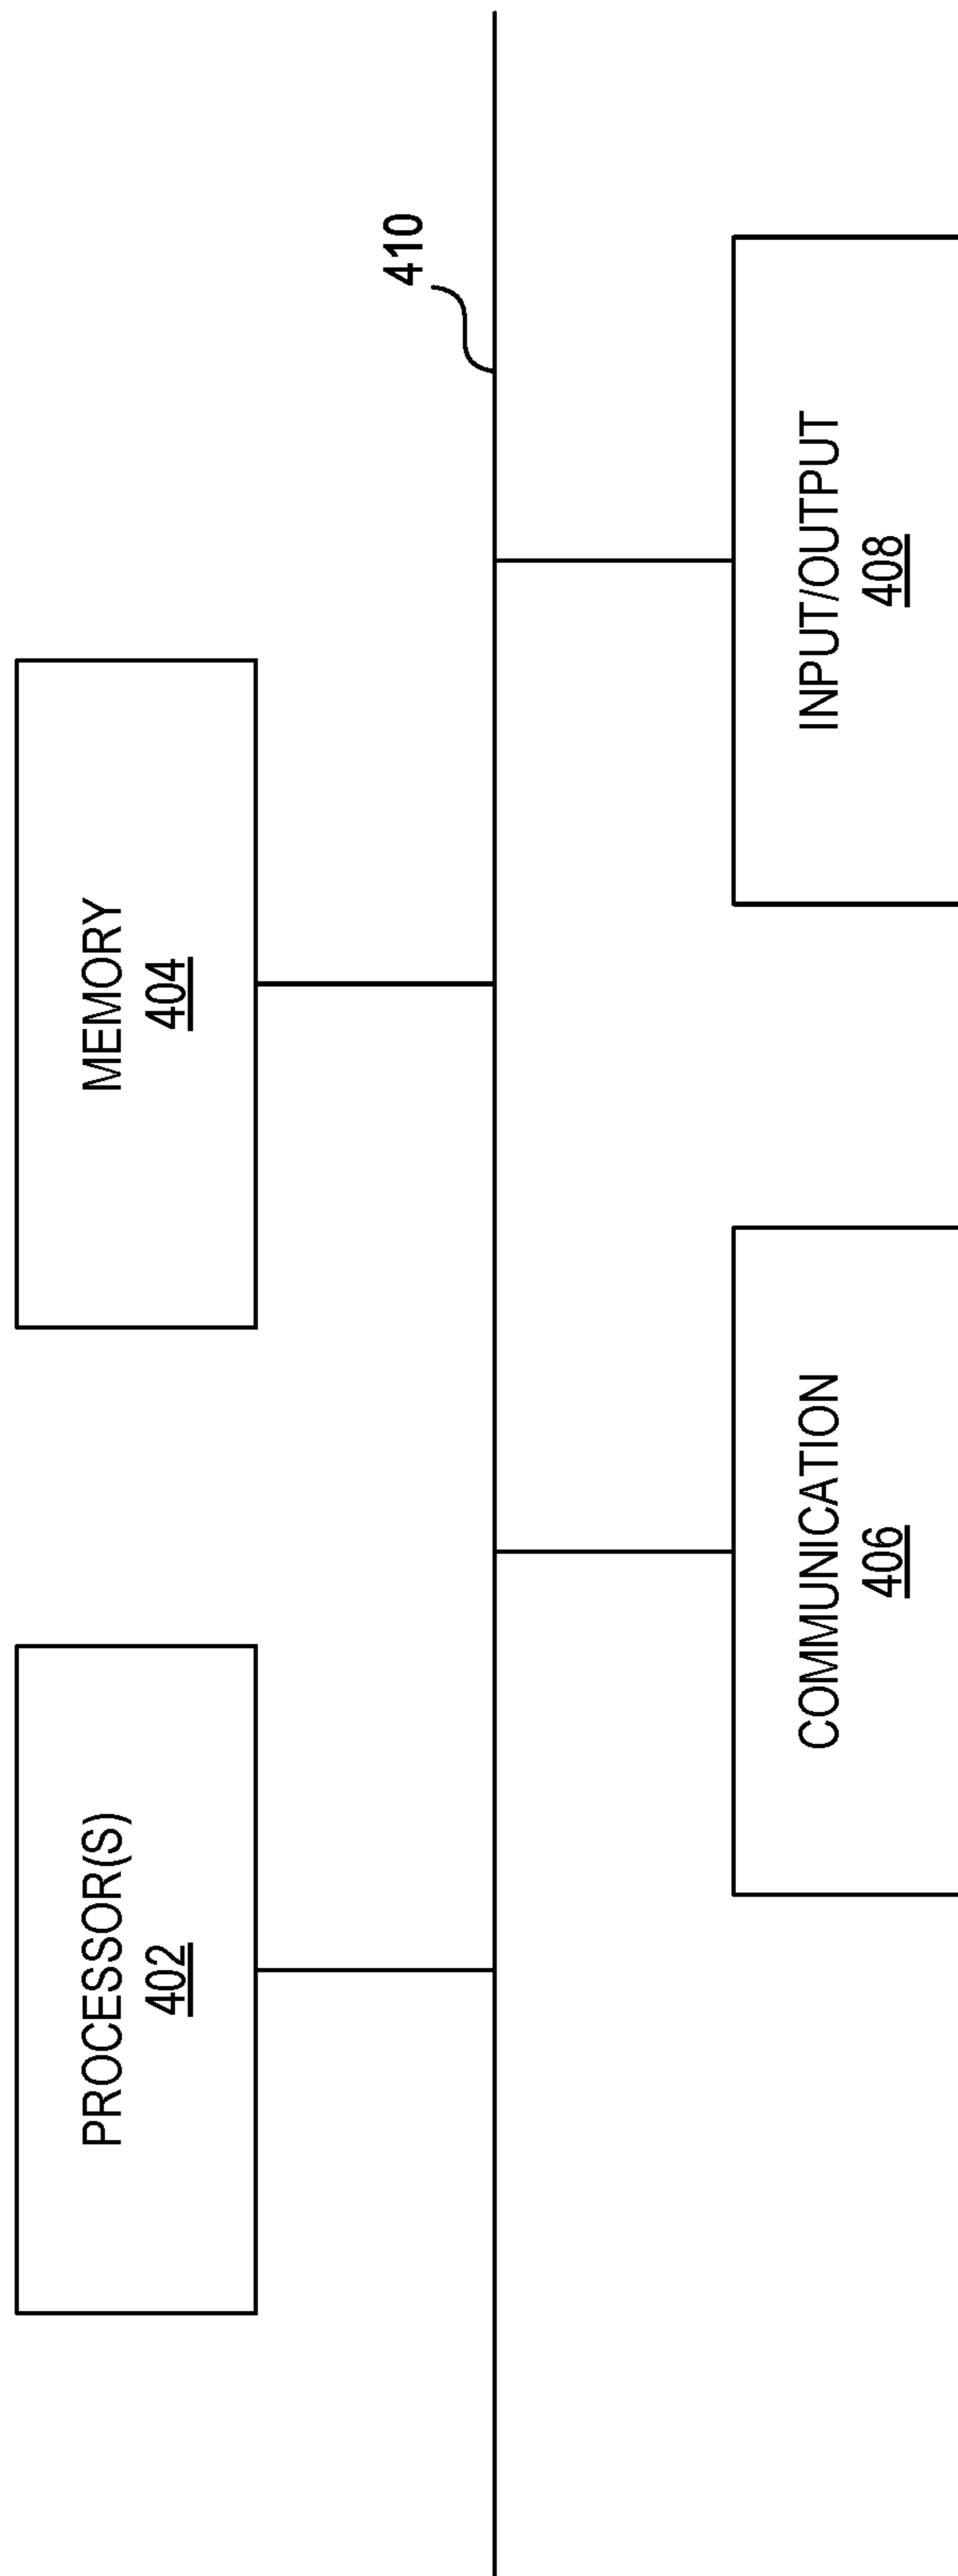 PROCESSOR(S)
402
MEMORY
404
410
COMMUNICATION
406
INPUT/OUTPUT
408